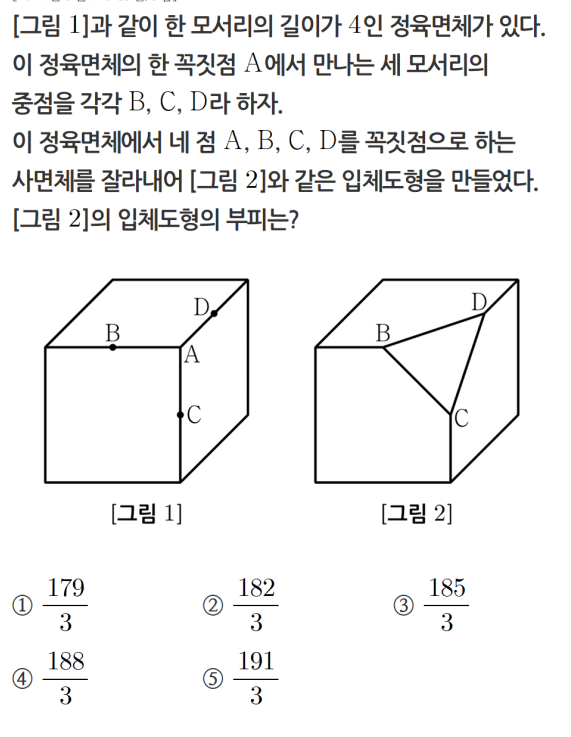 [그림 1]과 같이 한 모서리의 길이가 4인 정육면체가 있다.
이 정육면체의 한 꼭짓점 A에서 만나는 세 모서리의
중점을 각각 B, C, D라 하자.
이 정육면체에서 네 점 A, B, C, D를 꼭짓점으로 하는
사면체를 잘라내어 [그림 2]와 같은 입체도형을 만들었다.
[그림 2]의 입체도형의 부피는?
D
B
A
C
[그림 1]
D
B
C
[그림 2]
① 179/3 ② 182/3 ③ 185/3
④ 188/3 ⑤ 191/3